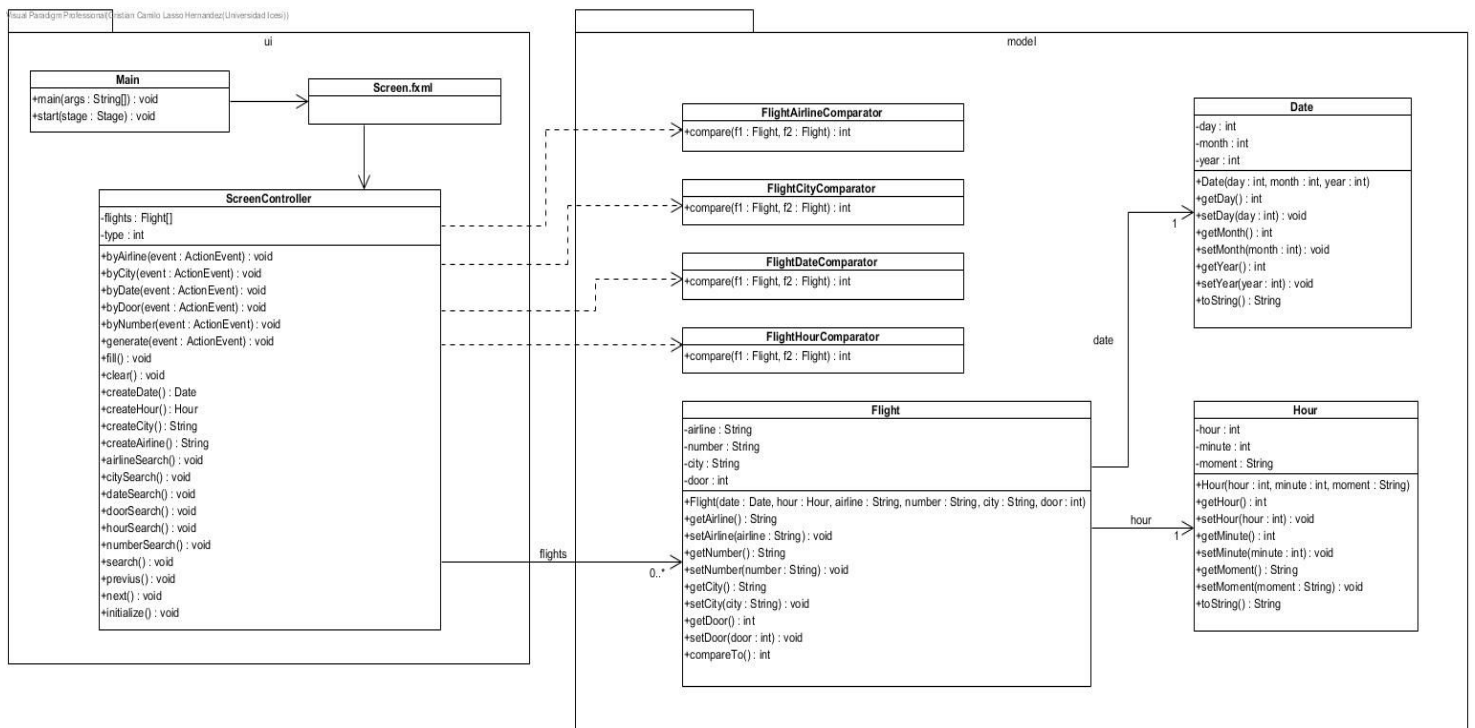 Visual Paradigm Professional(Cristian Camilo Lasso Hernandez(Universidad Icesi))
ui
Main
+main(args : String[]) : void
+start(stage : Stage) : void
Screen.fxml
ScreenController
-flights : Flight[]
-type : int
+byAirline(event : ActionEvent) : void
+byCity(event : ActionEvent) : void
+byDate(event : ActionEvent) : void
+byDoor(event : ActionEvent) : void
+byNumber(event : ActionEvent) : void
+generate(event : ActionEvent) : void
+fill() : void
+clear() : void
+createDate() : Date
+createHour() : Hour
+createCity() : String
+createAirline() : String
+airlineSearch() : void
+citySearch() : void
+dateSearch() : void
+doorSearch() : void
+hourSearch() : void
+numberSearch() : void
+search() : void
+previus() : void
+next() : void
+initialize() : void
flights
0..*
model
FlightAirlineComparator
+compare(f1 : Flight, f2 : Flight) : int
FlightCityComparator
+compare(f1 : Flight, f2 : Flight) : int
FlightDateComparator
+compare(f1 : Flight, f2 : Flight) : int
FlightHourComparator
+compare(f1 : Flight, f2 : Flight) : int
Flight
-airline : String
-number : String
-city : String
-door : int
+Flight(date : Date, hour : Hour, airline : String, number : String, city : String, door : int)
+getAirline() : String
+setAirline(airline : String) : void
+getNumber() : String
+setNumber(number : String) : void
+getCity() : String
+setCity(city : String) : void
+getDoor() : int
+setDoor(door : int) : void
+compareTo() : int
date
1
hour
1
Date
-day : int
-month : int
-year : int
+Date(day : int, month : int, year : int)
+getDay() : int
+setDay(day : int) : void
+getMonth() : int
+setMonth(month : int) : void
+getYear() : int
+setYear(year : int) : void
+toString() : String
Hour
-hour : int
-minute : int
-moment : String
+Hour(hour : int, minute : int, moment : String)
+getHour() : int
+setHour(hour : int) : void
+getMinute() : int
+setMinute(minute : int) : void
+getMoment() : String
+setMoment(moment : String) : void
+toString() : String